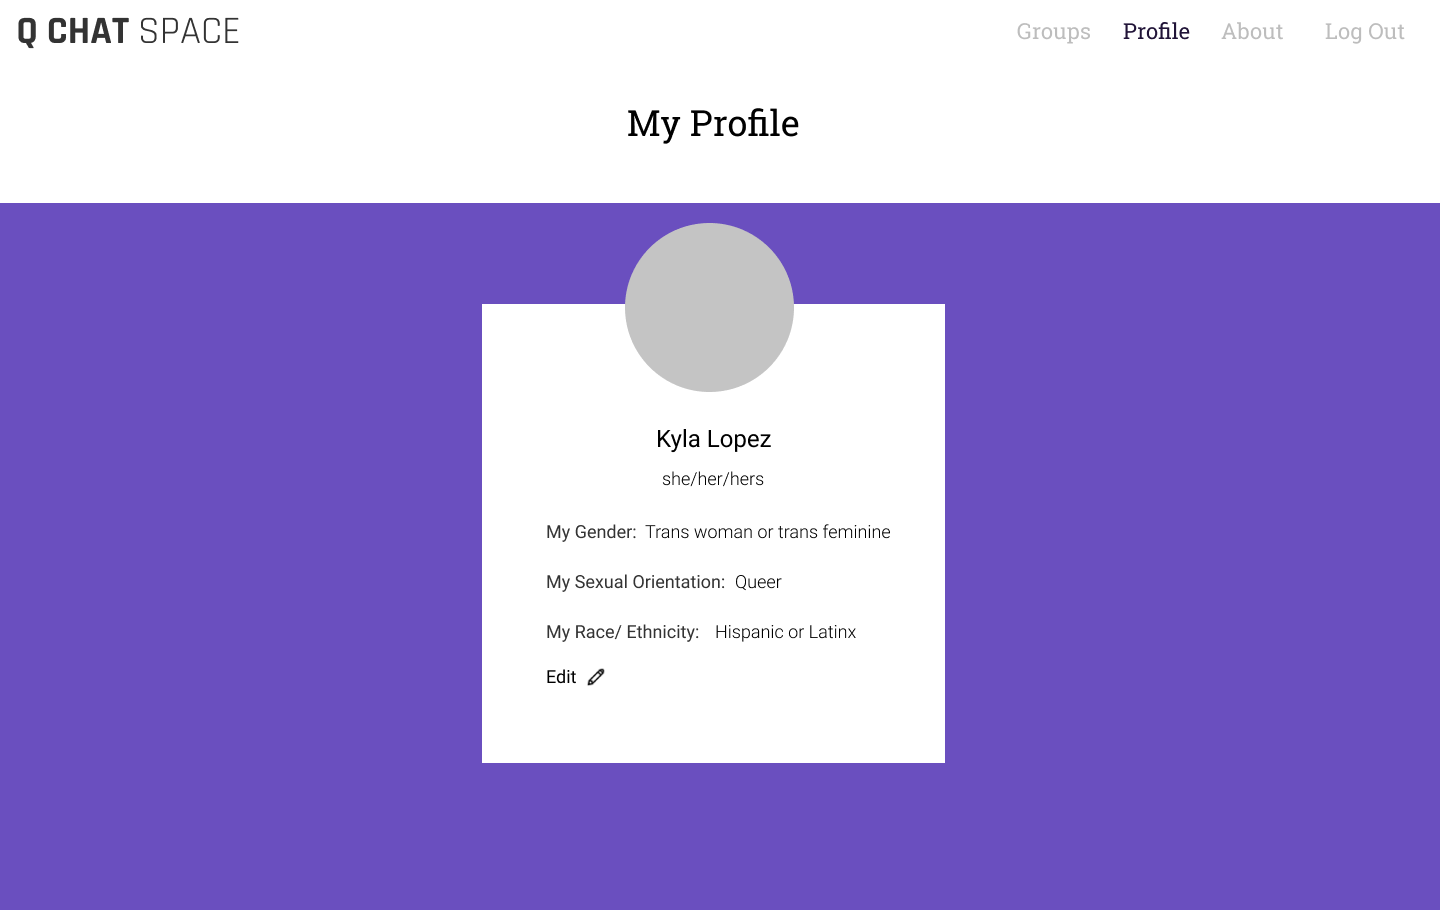 Q CHAT SPACE
Groups Profile About Log Out
My Profile
Kyla Lopez
she/her/hers
My Gender: Trans woman or trans feminine
My Sexual Orientation: Queer
My Race/ Ethnicity: Hispanic or Latinx
Edit